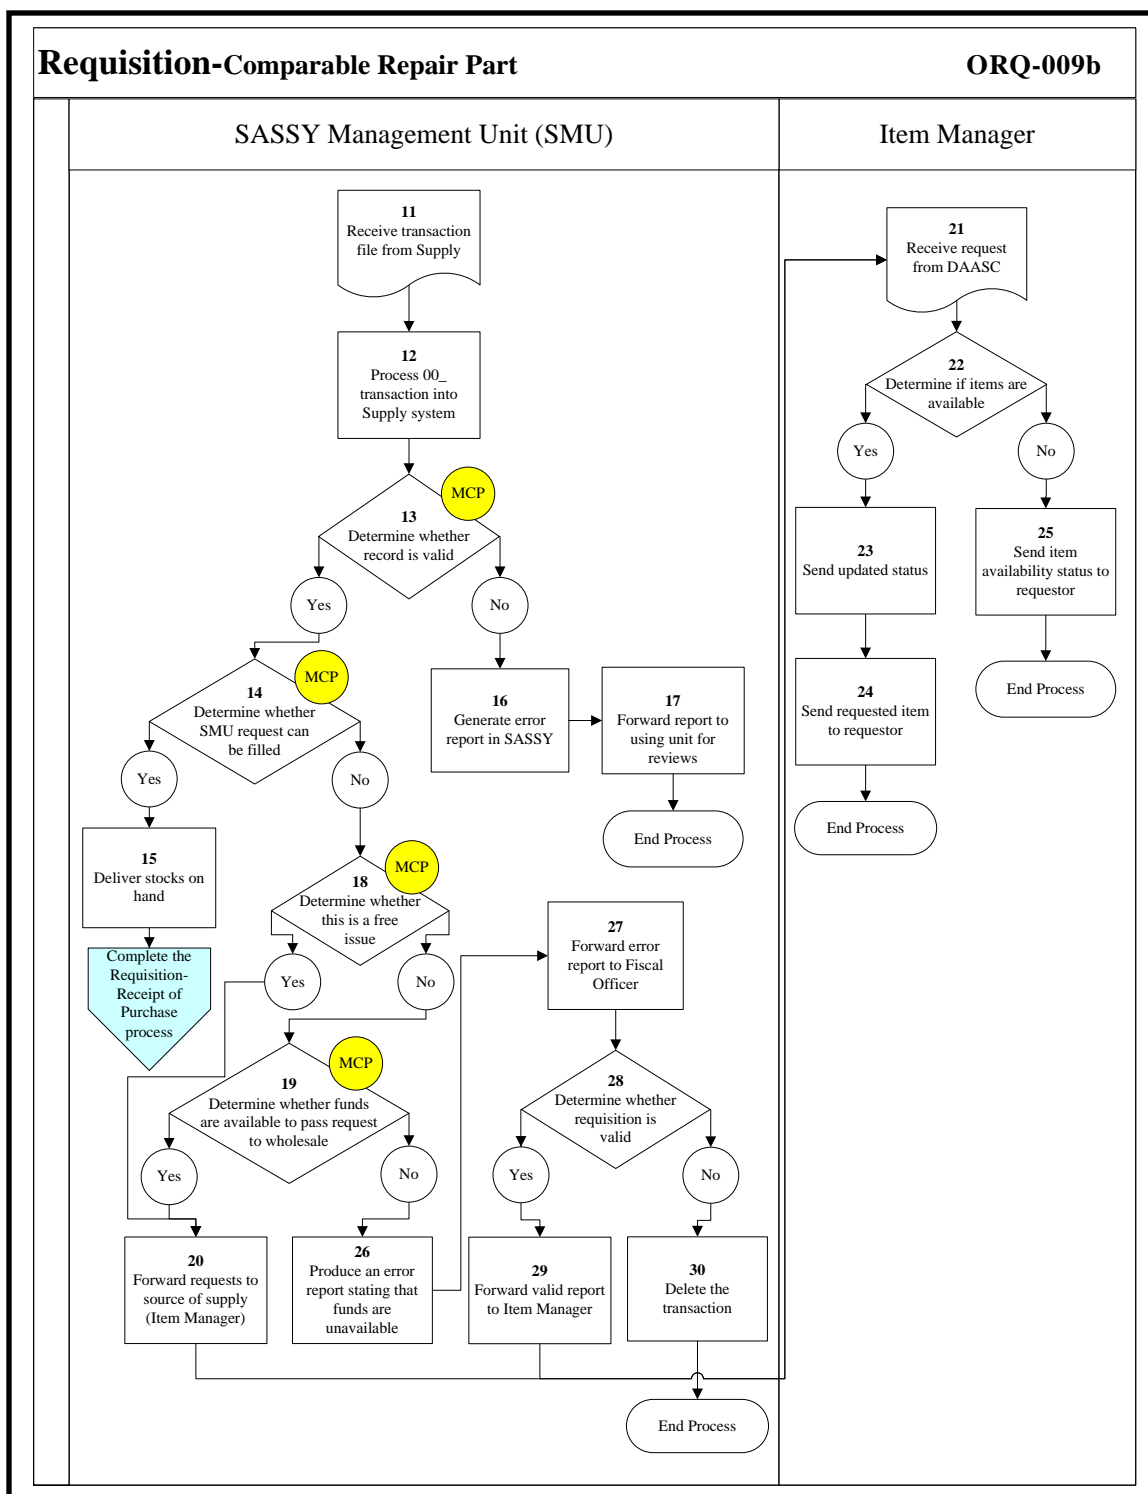 Requisition-Comparable Repair Part
ORQ-009b
SASSY Management Unit (SMU)
Item Manager
11
Receive transaction
file from Supply
12
Process 00_
transaction into
Supply system
MCP
13
Determine whether
record is valid
Yes
No
MCP
14
Determine whether
SMU request can
be filled
Yes
No
15
Deliver stocks on
hand
Complete the
Requisition-
Receipt of
Purchase
process
16
Generate error
report in SASSY
17
Forward report to
using unit for
reviews
End Process
MCP
18
Determine whether
this is a free
issue
Yes
No
MCP
19
Determine whether funds
are available to pass request
to wholesale
Yes
No
20
Forward requests to
source of supply
(Item Manager)
26
Produce an error
report stating that
funds are
unavailable
27
Forward error
report to Fiscal
Officer
28
Determine whether
requisition is
valid
Yes
No
29
Forward valid report
to Item Manager
30
Delete the
transaction
End Process
21
Receive request
from DAASC
22
Determine if items are
available
Yes
No
23
Send updated status
24
Send requested item
to requestor
End Process
25
Send item
availability status to
requestor
End Process